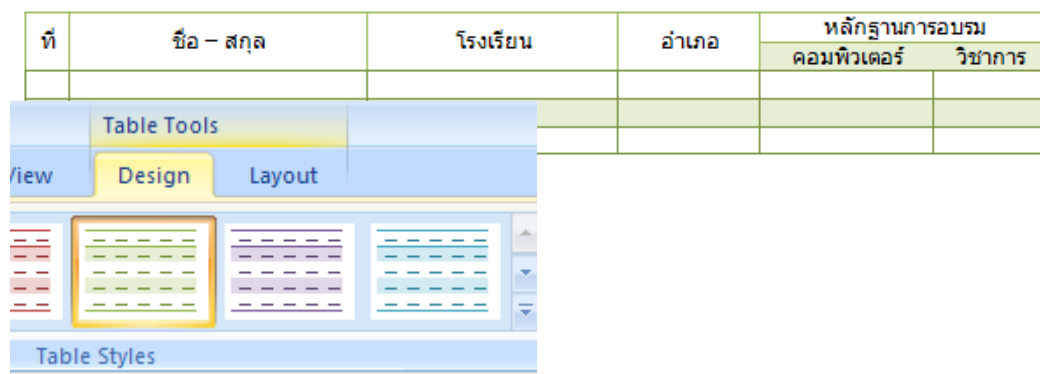 ที่ ชื่อ – สกุล โรงเรียน อำเภอ หลักฐานการอบรม
คอมพิวเตอร์ วิชาการ
Table Tools
View Design Layout
Table Styles